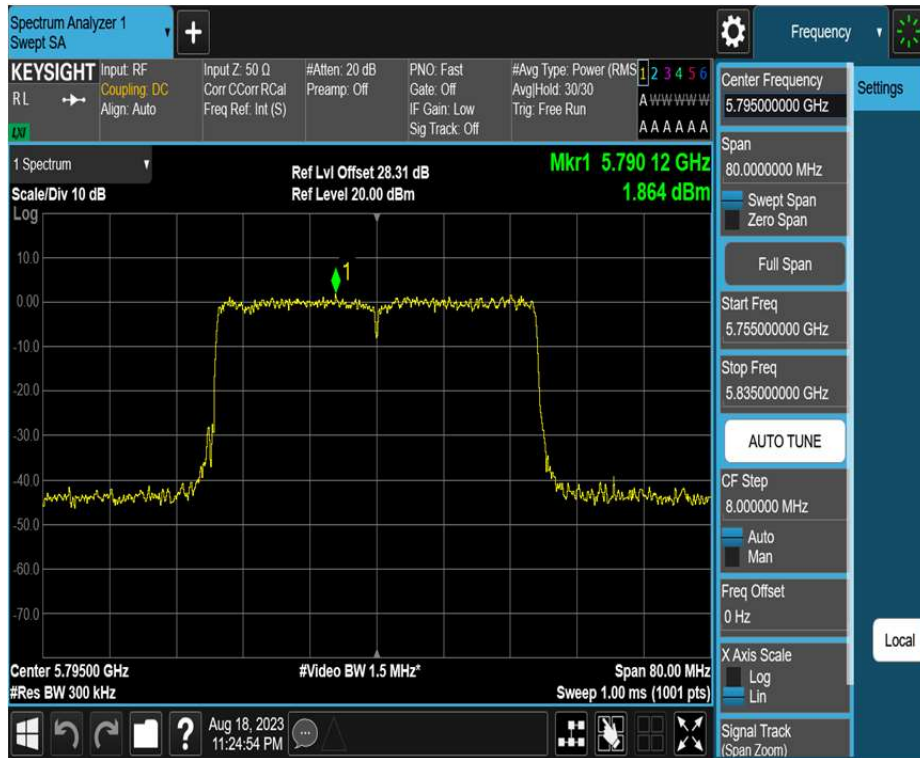 Spectrum Analyzer 1
Swept SA
+
Frequency
KEYSIGHT
R L
LXI
Input: RF
Coupling: DC
Align: Auto
Input Z: 50 Ω
Corr CCorr RCal
Freq Ref: Int (S)
#Atten: 20 dB
Preamp: Off
PNO: Fast
Gate: Off
IF Gain: Low
Sig Track: Off
#Avg Type: Power (RMS
Avg|Hold: 30/30
Trig: Free Run
1 2 3 4 5 6
A W W W W W
A A A A A A
Center Frequency
5.795000000 GHz
Settings
1 Spectrum
Scale/Div 10 dB
Log
Ref Lvl Offset 28.31 dB
Ref Level 20.00 dBm
Mkr1 5.790 12 GHz
1.864 dBm
Span
80.0000000 MHz
Swept Span
Zero Span
Full Span
Start Freq
5.755000000 GHz
Stop Freq
5.835000000 GHz
AUTO TUNE
CF Step
8.000000 MHz
Auto
Man
Freq Offset
0 Hz
X Axis Scale
Log
Lin
Signal Track
(Span Zoom)
Local
10.0
1
0.00
-10.0
-20.0
-30.0
-40.0
-50.0
-60.0
-70.0
Center 5.79500 GHz
#Res BW 300 kHz
#Video BW 1.5 MHz*
Span 80.00 MHz
Sweep 1.00 ms (1001 pts)
?
Aug 18, 2023
11:24:54 PM